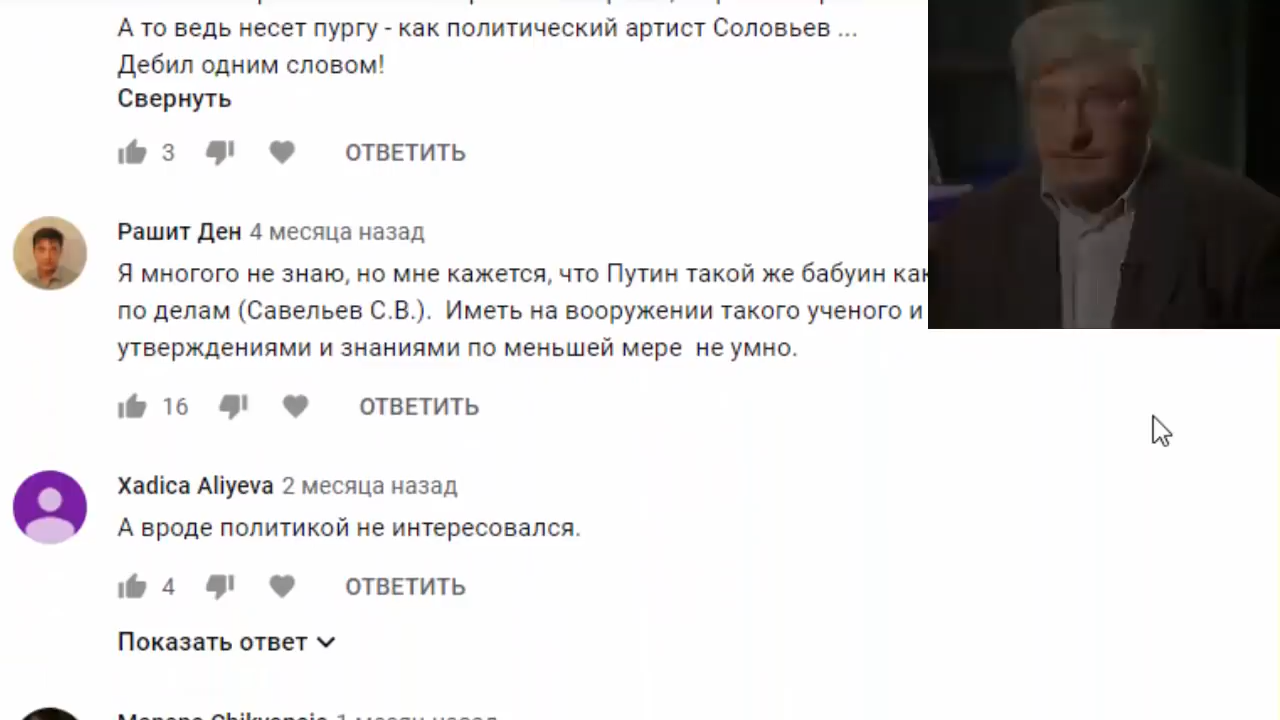 А то ведь несет пургу - как политический артист Соловьев ...
Дебил одним словом!
Свернуть
3 ОТВЕТИТЬ
Рашит Ден 4 месяца назад
Я многого не знаю, но мне кажется, что Путин такой же бабуин как
по делам (Савельев С.В.). Иметь на вооружении такого ученого и
утверждениями и знаниями по меньшей мере не умно.
16 ОТВЕТИТЬ
Xadica Aliyeva 2 месяца назад
А вроде политикой не интересовался.
4 ОТВЕТИТЬ
Показать ответ
1 месяц назад